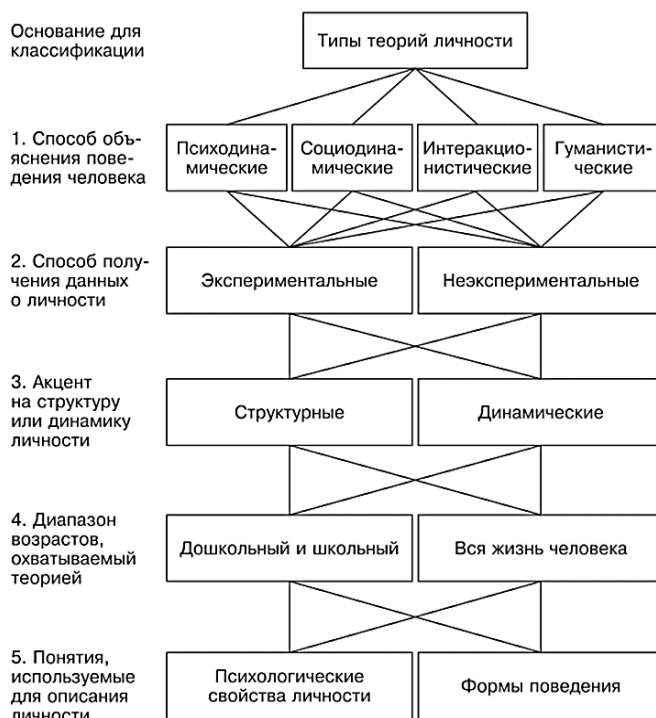 Основание для
классификации
Типы теорий личности
1. Способ объ-
яснения пове-
дения человека
Психодина-
мические
Социодина-
мические
Интеракцио-
нистические
Гуманисти-
ческие
2. Способ полу-
чения данных
о личности
Экспериментальные
Неэкспериментальные
3. Акцент
на структуру
или динамику
личности
Структурные
Динамические
4. Диапазон
возрастов,
охватываемый
теорией
Дошкольный и школьный
Вся жизнь человека
5. Понятия,
используемые
для описания
личности
Психологические
свойства личности
Формы поведения